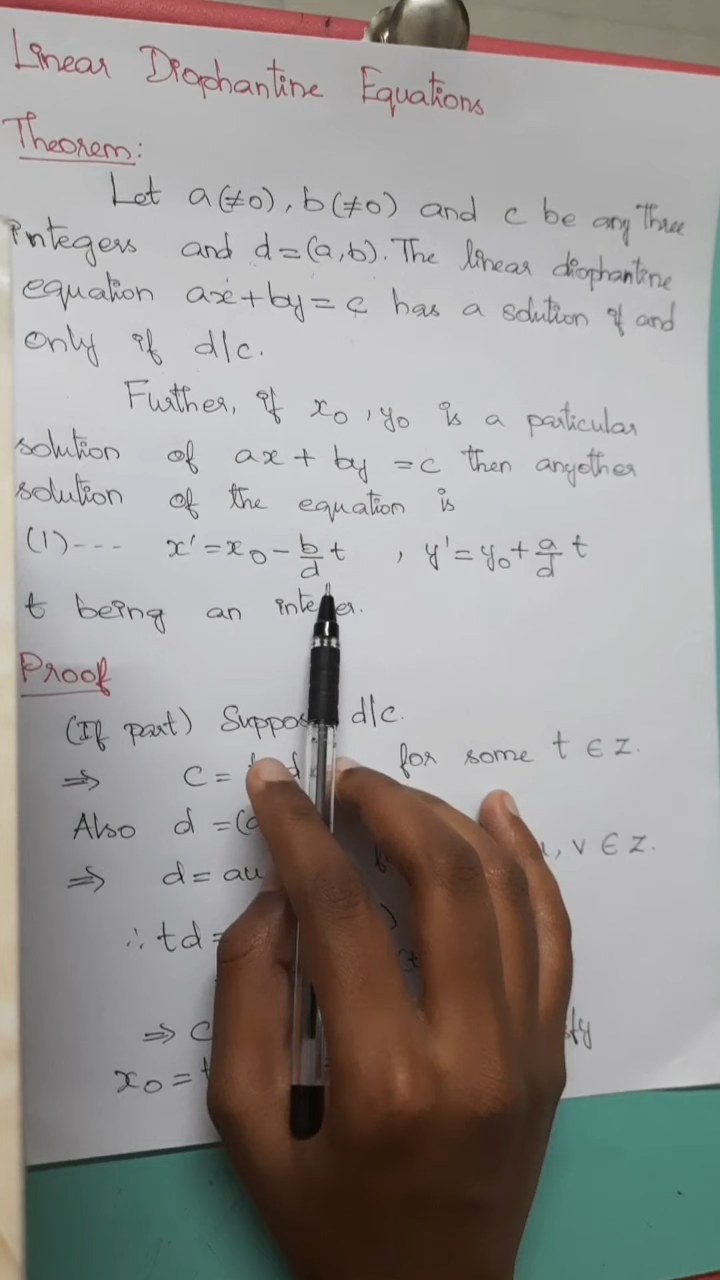 Linear Diophantine Equations
Theorem:
Let a(≠0), b(≠0) and c be any three
integers and d=(a,b). The linear diophantine
equation ax+by=c has a solution if and
only if d/c.
Further, if x₀, y₀ is a particular
solution of ax + by = c then anyother
solution of the equation is
(1)--- x' = x₀ - b/d t , y' = y₀ + a/d t
t being an integer.
Proof
(If part) Suppose d/c.
⇒ c = for some t ∈ Z.
Also d =
⇒ d = au , v ∈ Z.
∴ td =
⇒ c
x₀ = t